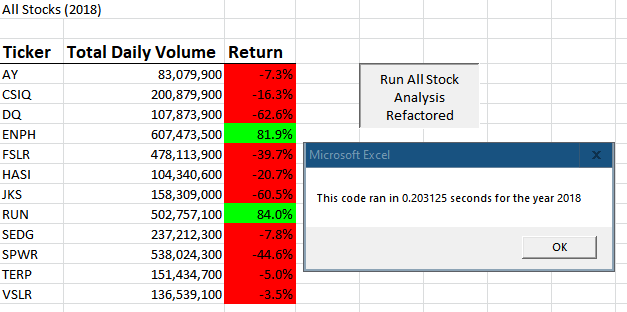 All Stocks (2018)
Ticker Total Daily Volume Return
AY 83,079,900 -7.3%
CSIQ 200,879,900 -16.3%
DQ 107,873,900 -62.6%
ENPH 607,473,500 81.9%
FSLR 478,113,900 -39.7%
HASI 104,340,600 -20.7%
JKS 158,309,000 -60.5%
RUN 502,757,100 84.0%
SEDG 237,212,300 -7.8%
SPWR 538,024,300 -44.6%
TERP 151,434,700 -5.0%
VSLR 136,539,100 -3.5%
Run All Stock
Analysis
Refactored
Microsoft Excel
This code ran in 0.203125 seconds for the year 2018
OK